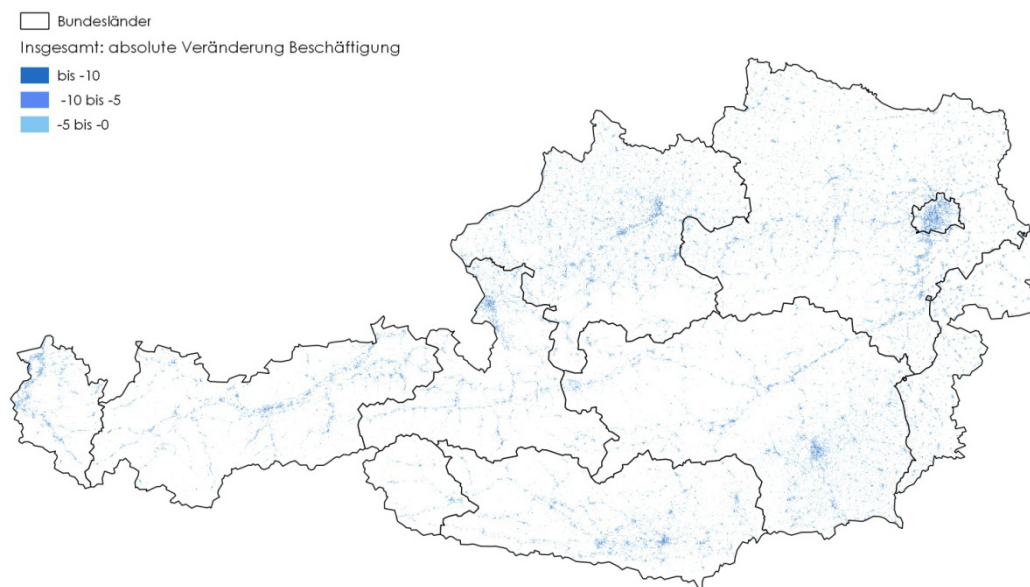 Bundesländer
Insgesamt: absolute Veränderung Beschäftigung
bis -10
-10 bis -5
-5 bis -0